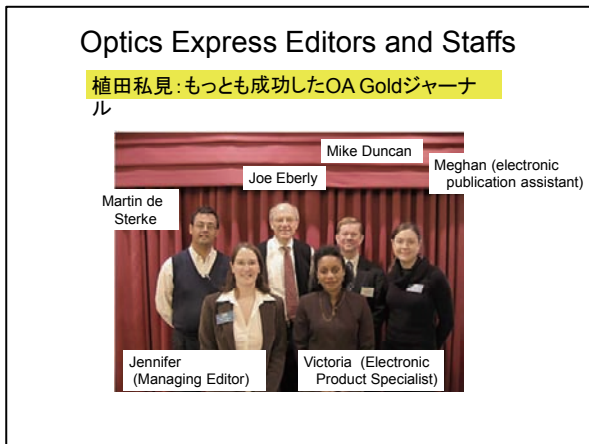 Optics Express Editors and Staffs
植田私見：もっとも成功したOA Goldジャーナ
ル
Mike Duncan
Meghan (electronic
publication assistant)
Joe Eberly
Martin de
Sterke
Jennifer
(Managing Editor)
Victoria (Electronic
Product Specialist)